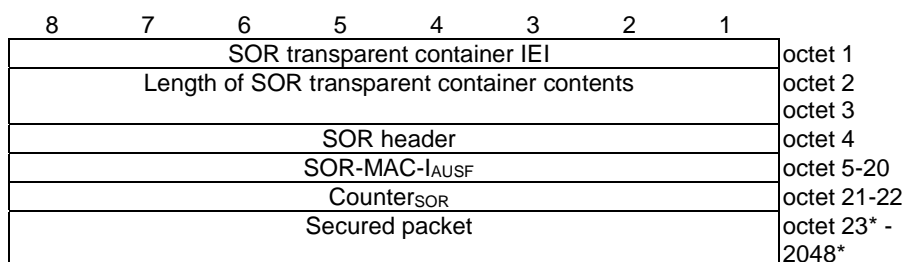 8 7 6 5 4 3 2 1
SOR transparent container IEI octet 1
Length of SOR transparent container contents octet 2
octet 3
SOR header octet 4
SOR-MAC-IAUSF octet 5-20
CounterSOR octet 21-22
Secured packet octet 23* -
2048*